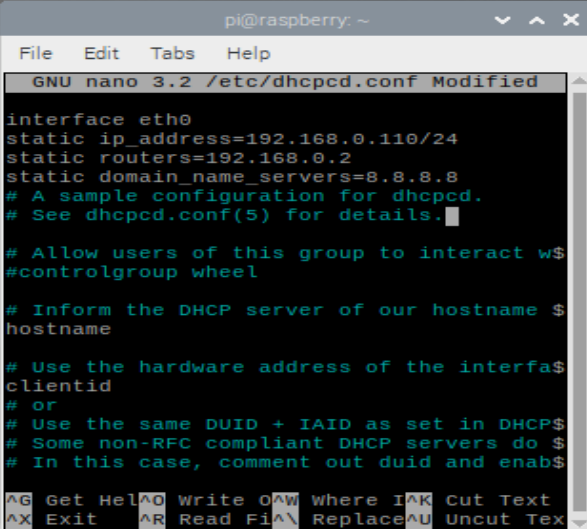 pi@raspberry: ~
File Edit Tabs Help
GNU nano 3.2 /etc/dhcpcd.conf Modified
interface eth0
static ip_address=192.168.0.110/24
static routers=192.168.0.2
static domain_name_servers=8.8.8.8
# A sample configuration for dhcpcd.
# See dhcpcd.conf(5) for details.
# Allow users of this group to interact w$
#controlgroup wheel
# Inform the DHCP server of our hostname $
hostname
# Use the hardware address of the interfa$
clientid
# or
# Use the same DUID + IAID as set in DHCP$
# Some non-RFC compliant DHCP servers do $
# In this case, comment out duid and enab$
^G Get Hel^O Write O^W Where I^K Cut Text
^X Exit ^R Read Fi^\ Replace^U Uncut Tex